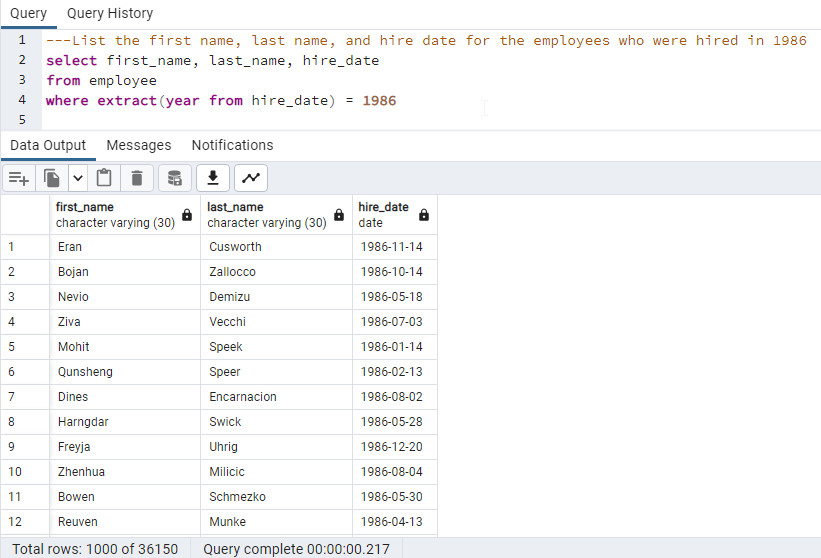 Query Query History
1 ---List the first name, last name, and hire date for the employees who were hired in 1986
2 select first_name, last_name, hire_date
3 from employee
4 where extract(year from hire_date) = 1986
5
Data Output Messages Notifications
first_name last_name hire_date
character varying (30) character varying (30) date
1 Eran Cusworth 1986-11-14
2 Bojan Zallocco 1986-10-14
3 Nevio Demizu 1986-05-18
4 Ziva Vecchi 1986-07-03
5 Mohit Speek 1986-01-14
6 Qunsheng Speer 1986-02-13
7 Dines Encarnacion 1986-08-02
8 Harngdar Swick 1986-05-28
9 Freyja Uhrig 1986-12-20
10 Zhenhua Milicic 1986-08-04
11 Bowen Schmezko 1986-05-30
12 Reuven Munke 1986-04-13
Total rows: 1000 of 36150 Query complete 00:00:00.217